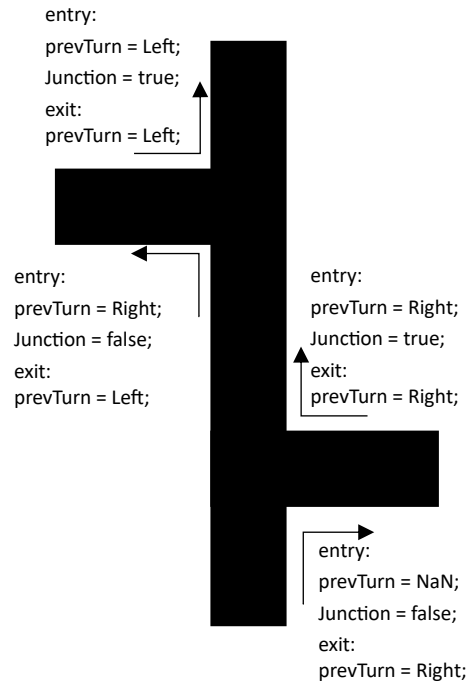 entry:
prevTurn = Left;
Junction = true;
exit:
prevTurn = Left;
entry:
prevTurn = Right;
Junction = false;
exit:
prevTurn = Left;
entry:
prevTurn = Right;
Junction = true;
exit:
prevTurn = Right;
entry:
prevTurn = NaN;
Junction = false;
exit:
prevTurn = Right;